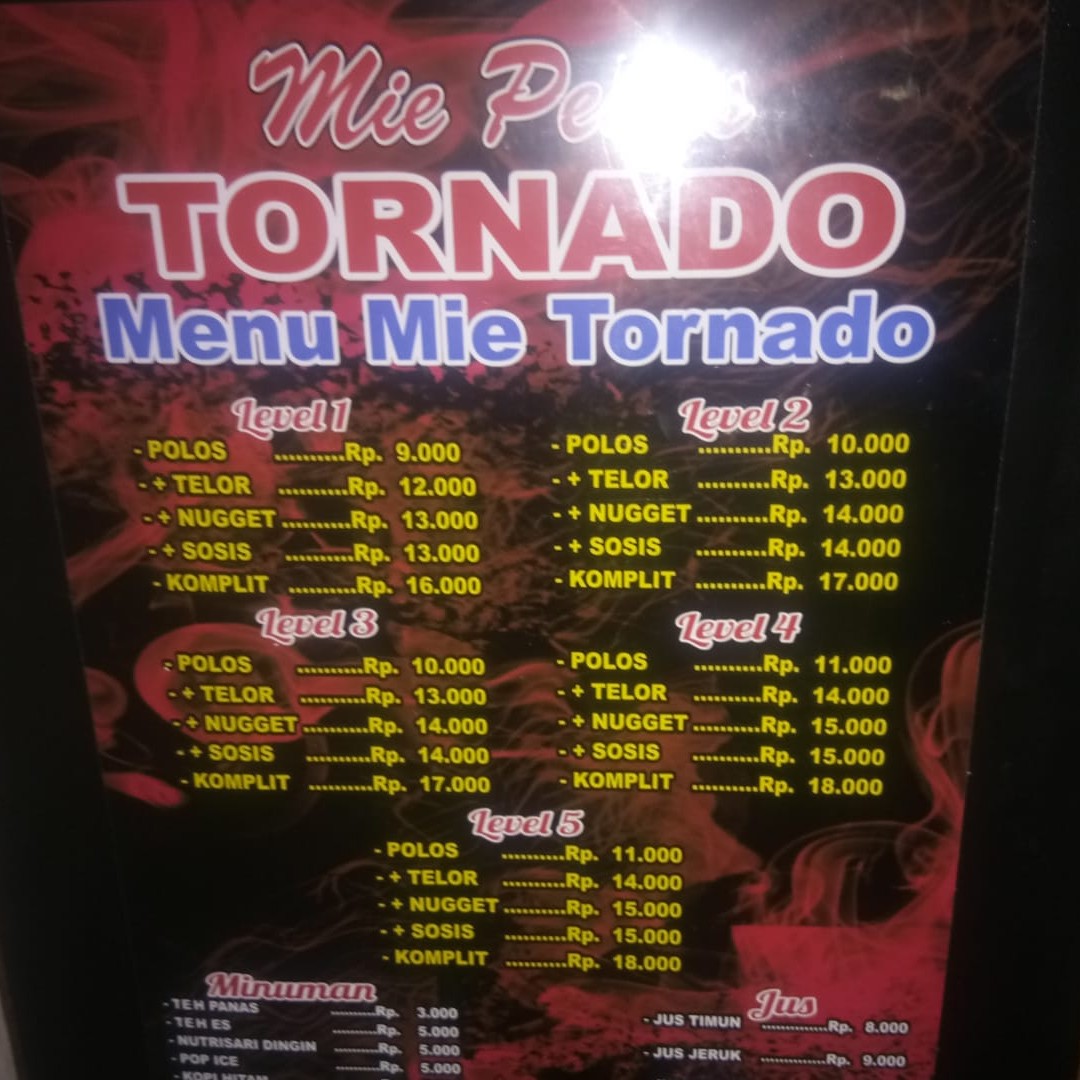 Mie
TORNADO
Menu Mie Tornado
Level 1
- POLOS ..........Rp. 9.000
- + TELOR ..........Rp. 12.000
- + NUGGET ..........Rp. 13.000
- + SOSIS ..........Rp. 13.000
- KOMPLIT ..........Rp. 16.000
Level 2
- POLOS ..........Rp. 10.000
- + TELOR ..........Rp. 13.000
- + NUGGET ..........Rp. 14.000
- + SOSIS ..........Rp. 14.000
- KOMPLIT ..........Rp. 17.000
Level 3
- POLOS ..........Rp. 10.000
- + TELOR ..........Rp. 13.000
- + NUGGET ..........Rp. 14.000
- + SOSIS ..........Rp. 14.000
- KOMPLIT ..........Rp. 17.000
Level 4
- POLOS ..........Rp. 11.000
- + TELOR ..........Rp. 14.000
- + NUGGET ..........Rp. 15.000
- + SOSIS ..........Rp. 15.000
- KOMPLIT ..........Rp. 18.000
Level 5
- POLOS ..........Rp. 11.000
- + TELOR ..........Rp. 14.000
- + NUGGET ..........Rp. 15.000
- + SOSIS ..........Rp. 15.000
- KOMPLIT ..........Rp. 18.000
Minuman
- TEH PANAS ..........Rp. 3.000
- TEH ES ..........Rp. 5.000
- NUTRISARI DINGIN ..........Rp. 5.000
- POP ICE ..........Rp. 5.000
- KOPI HITAM
Jus
- JUS TIMUN ..............Rp. 8.000
- JUS JERUK ..............Rp. 9.000